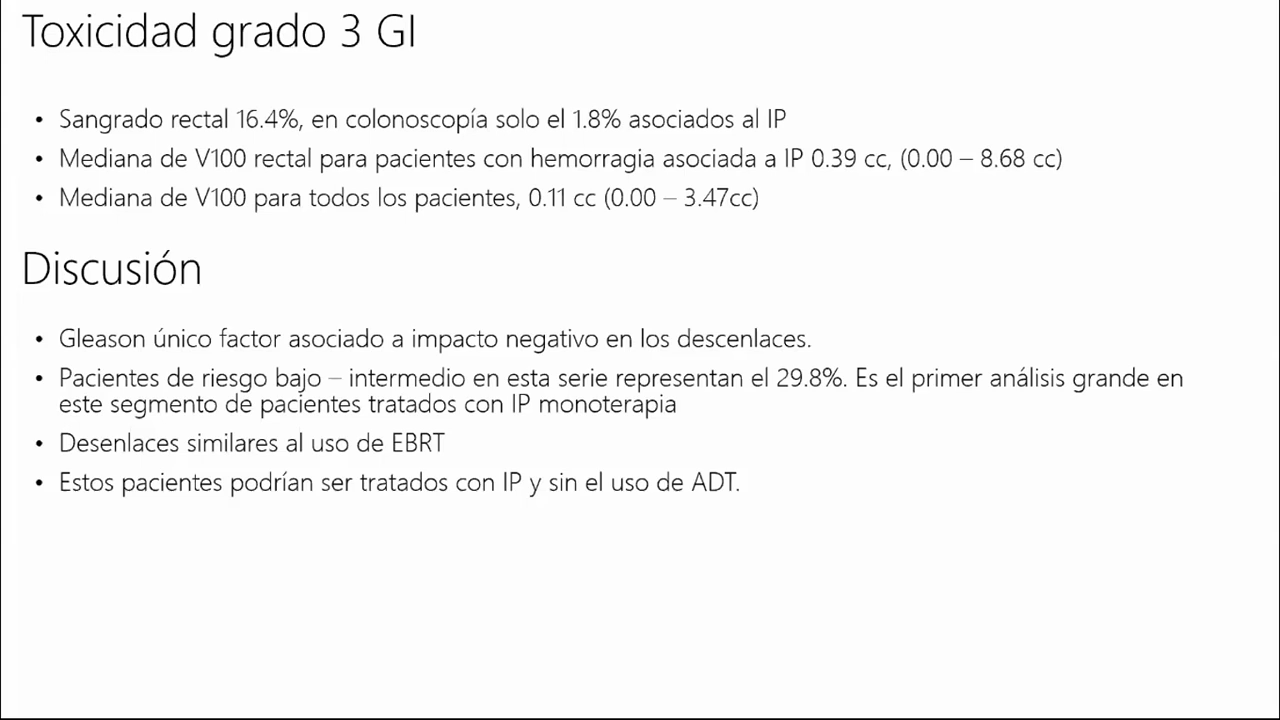 Toxicidad grado 3 GI
• Sangrado rectal 16.4%, en colonoscopía solo el 1.8% asociados al IP
• Mediana de V100 rectal para pacientes con hemorragia asociada a IP 0.39 cc, (0.00 – 8.68 cc)
• Mediana de V100 para todos los pacientes, 0.11 cc (0.00 – 3.47cc)
Discusión
• Gleason único factor asociado a impacto negativo en los descenlaces.
• Pacientes de riesgo bajo – intermedio en esta serie representan el 29.8%. Es el primer análisis grande en
este segmento de pacientes tratados con IP monoterapia
• Desenlaces similares al uso de EBRT
• Estos pacientes podrían ser tratados con IP y sin el uso de ADT.